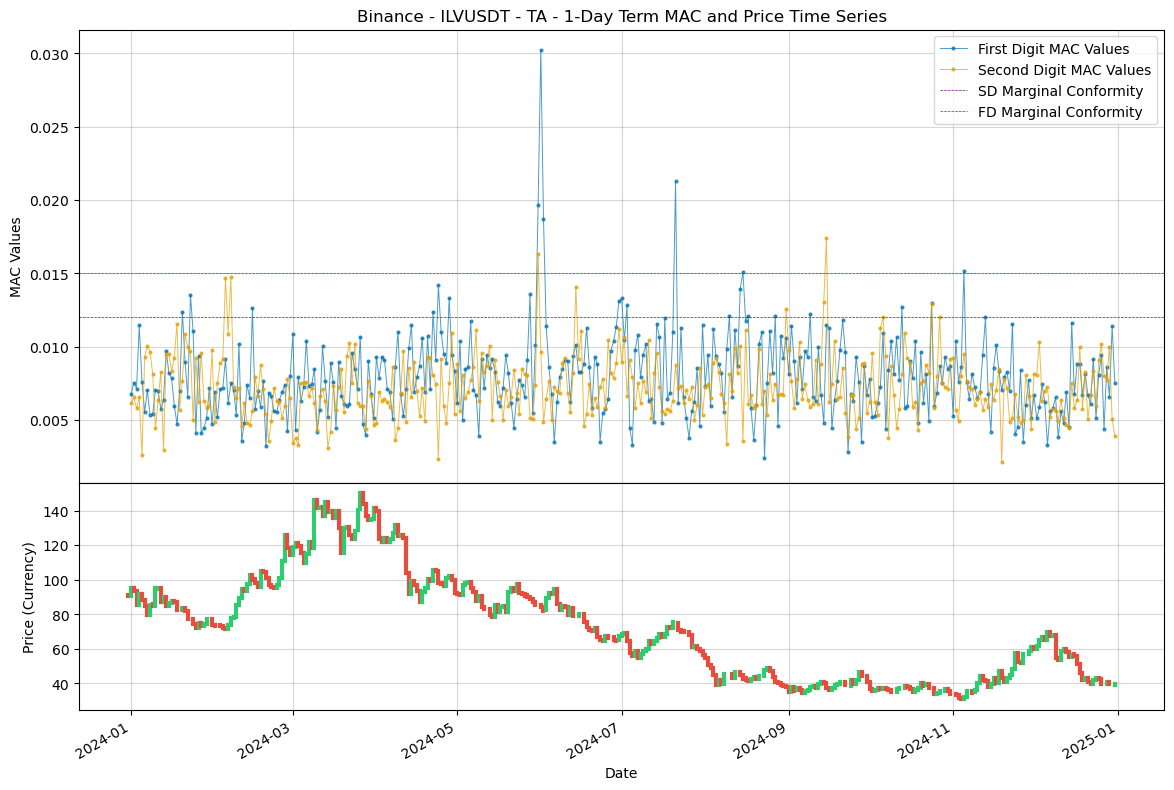 Binance - ILVUSDT - TA - 1-Day Term MAC and Price Time Series
First Digit MAC Values
Second Digit MAC Values
SD Marginal Conformity
FD Marginal Conformity
MAC Values
0.030
0.025
0.020
0.015
0.010
0.005
Price (Currency)
140
120
100
80
60
40
2024-01
2024-03
2024-05
2024-07
2024-09
2024-11
2025-01
Date